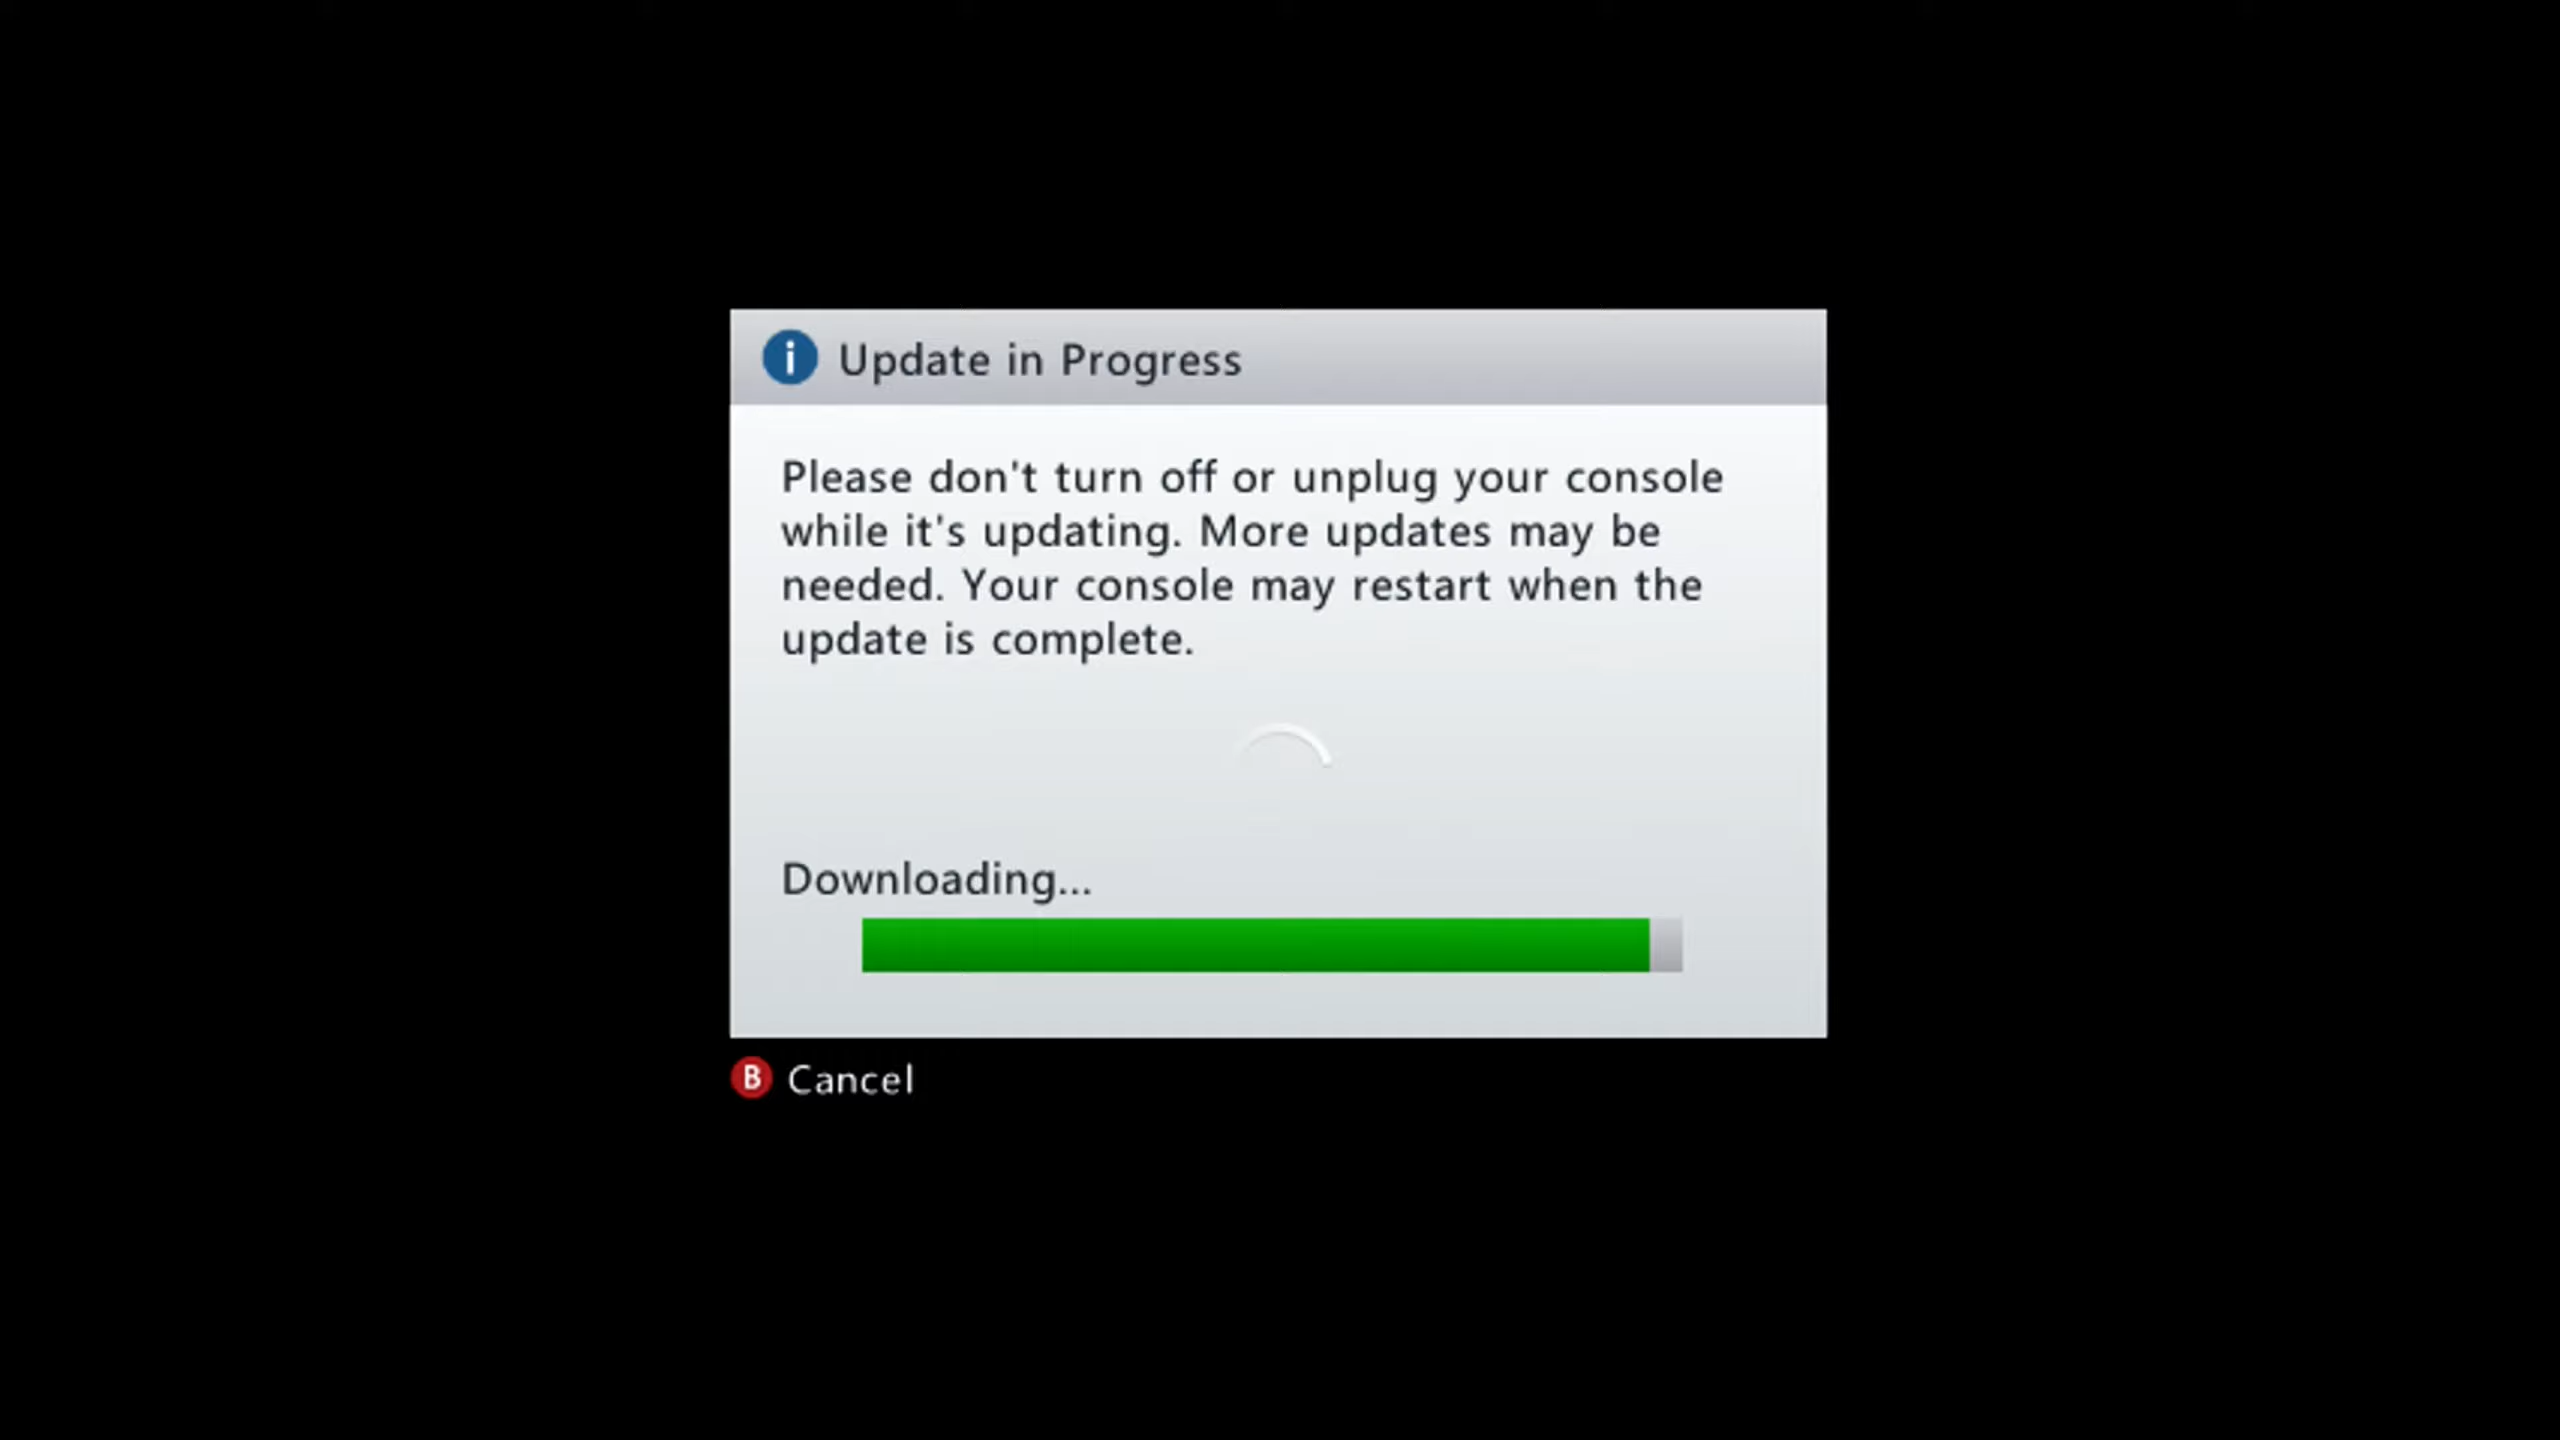 i Update in Progress
Please don't turn off or unplug your console
while it's updating. More updates may be
needed. Your console may restart when the
update is complete.
Downloading...
B Cancel